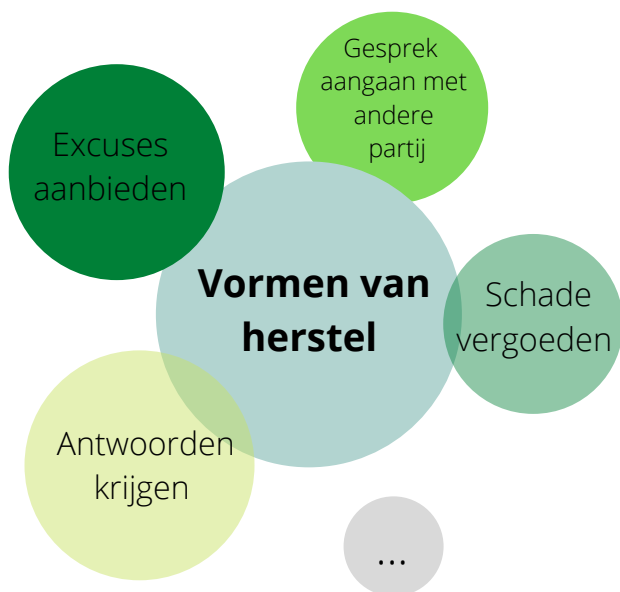 Gesprek
aangaan met
andere
partij
Excuses
aanbieden
Vormen van
herstel
Schade
vergoeden
Antwoorden
krijgen
...